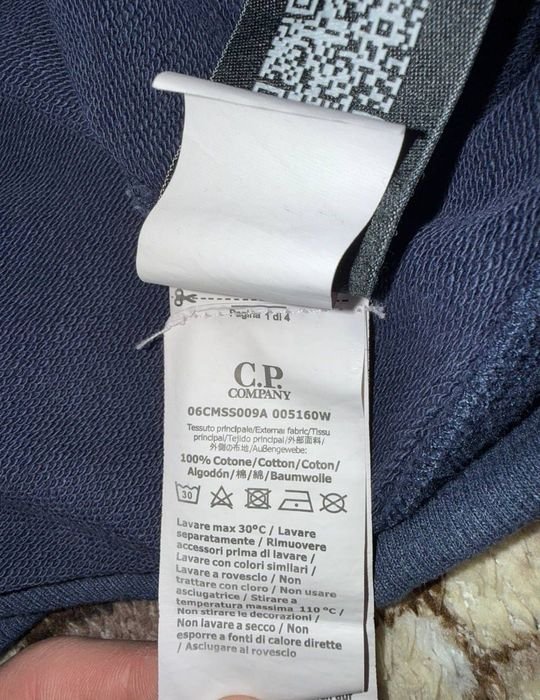 Pagina 1 di 4
C.P.
COMPANY
06CMSS009A 005160W
Tessuto principale/External fabric/Tissu
principal/Tejido principal/外部面料/
外側の布地/Außengewebe:
100% Cotone/Cotton/Coton/
Algodón/棉/綿/Baumwolle
30
Lavare max 30°C / Lavare
separatamente / Rimuovere
accessori prima di lavare /
Lavare con colori similari /
Lavare a rovescio / Non
trattare con cloro / Non usare
asciugatrice / Stirare a
temperatura massima 110 °C /
Non stirare le decorazioni /
Non lavare a secco / Non
esporre a fonti di calore dirette
/ Asciugare al rovescio